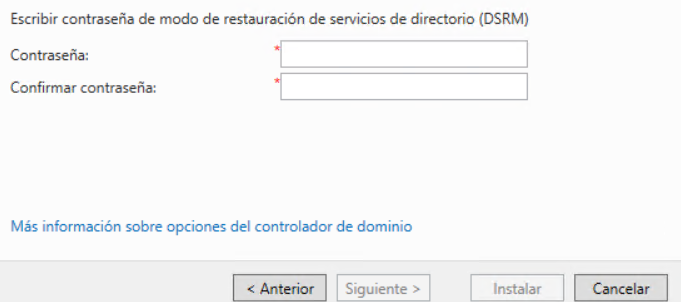 Escribir contraseña de modo de restauración de servicios de directorio (DSRM)
Contraseña: *
Confirmar contraseña: *
Más información sobre opciones del controlador de dominio
< Anterior Siguiente > Instalar Cancelar